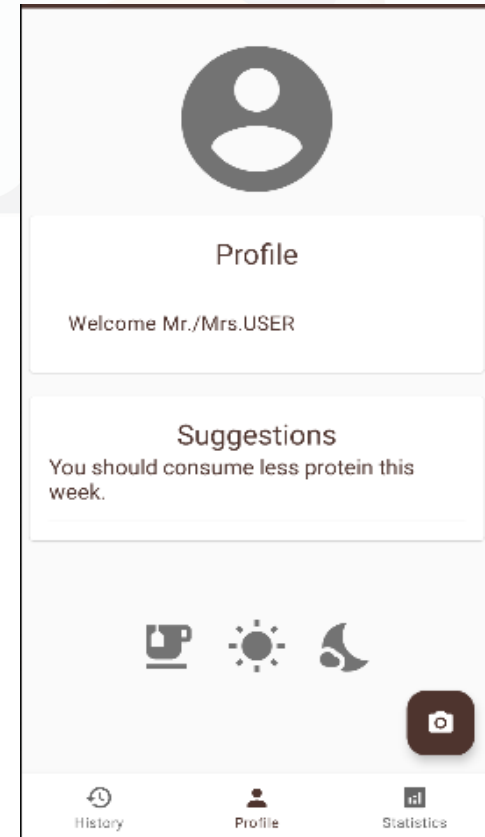 Profile
Welcome Mr./Mrs.USER
Suggestions
You should consume less protein this
week.
History
Profile
Statistics